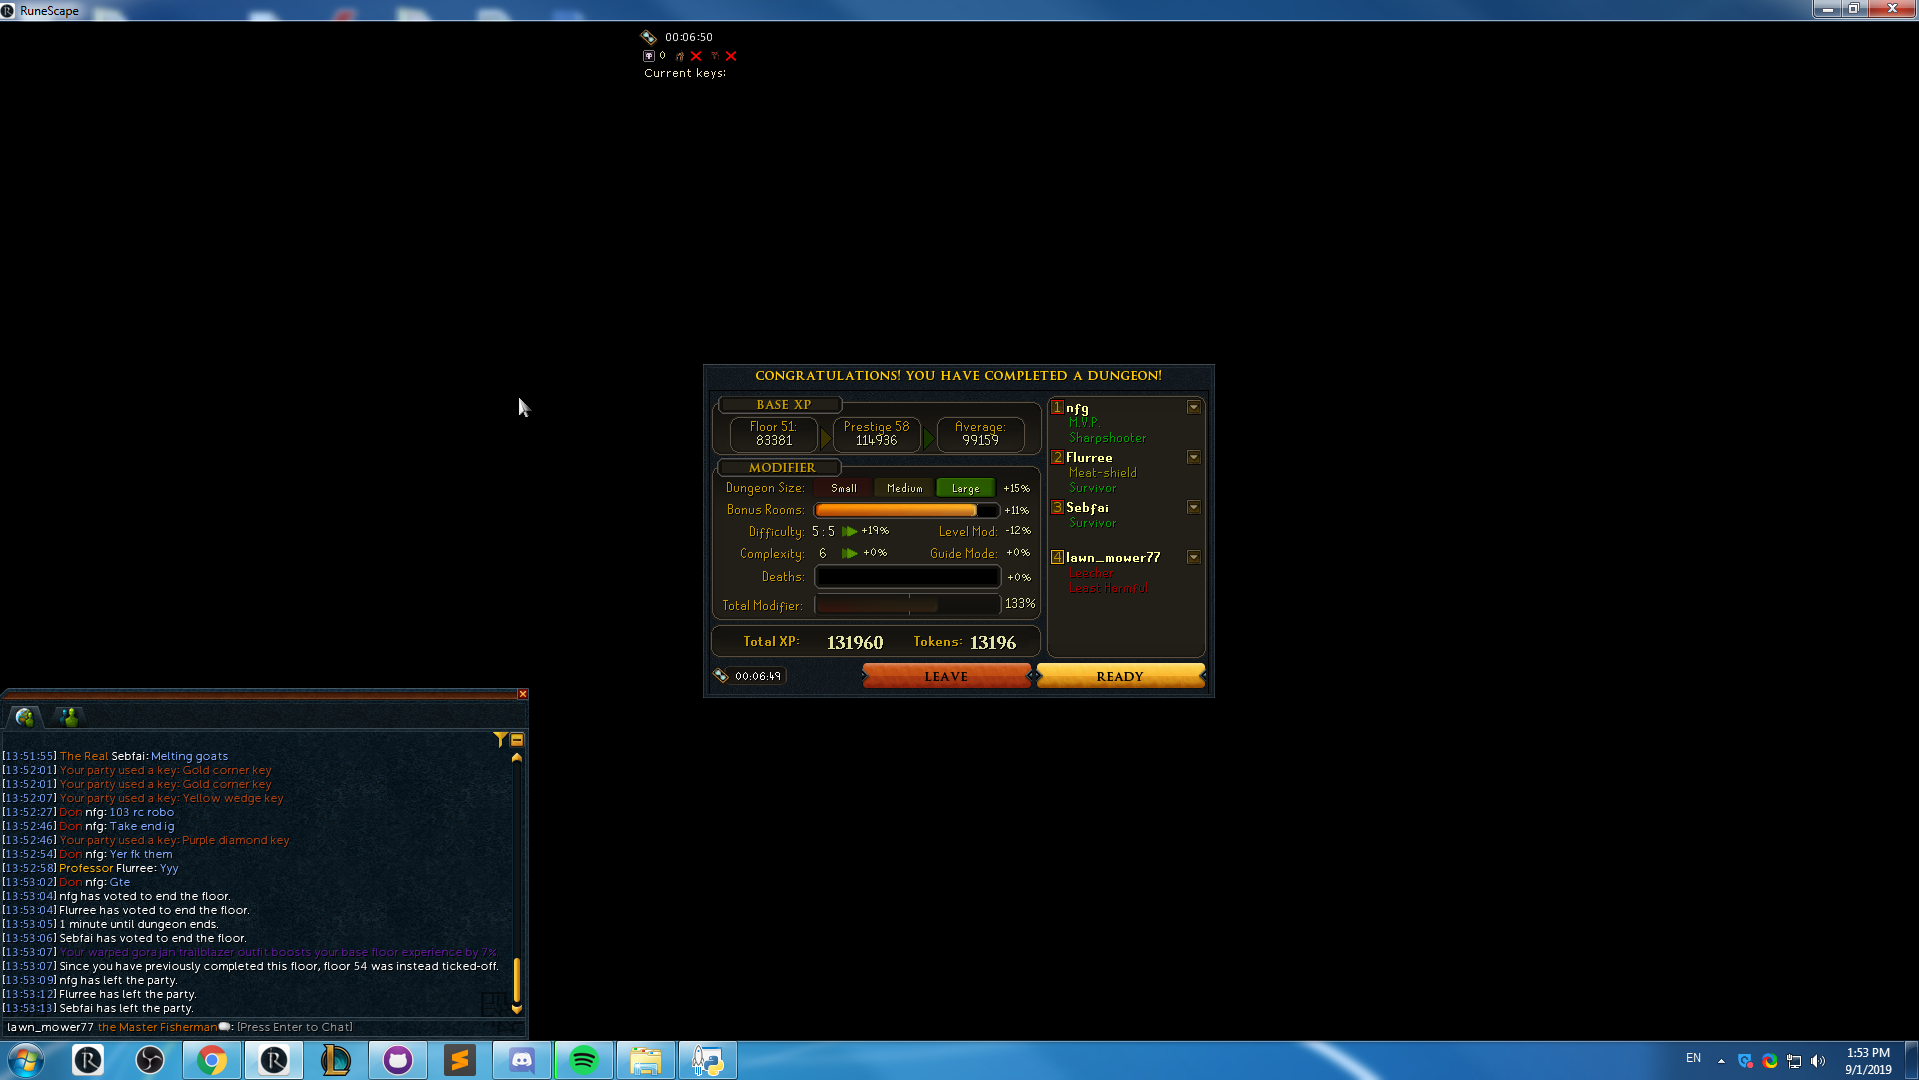 RuneScape
00:06:50
0
Current keys:
CONGRATULATIONS! YOU HAVE COMPLETED A DUNGEON!
BASE XP
Floor 51:
83381
Prestige 58
114936
Average:
99159
MODIFIER
Dungeon Size: Small Medium Large +15%
Bonus Rooms: +11%
Difficulty: 5 : 5 +19% Level Mod: -12%
Complexity: 6 +0% Guide Mode: +0%
Deaths: +0%
Total Modifier: 133%
Total XP: 131960 Tokens: 13196
00:06:49
LEAVE
READY
1 nfg
M.V.P.
Sharpshooter
2 Flurree
Meat-shield
Survivor
3 Sebfai
Survivor
4 lawn_mower77
Leecher
Least Harmful
[13:51:55] The Real Sebfai: Melting goats
[13:52:01] Your party used a key: Gold corner key
[13:52:01] Your party used a key: Gold corner key
[13:52:07] Your party used a key: Yellow wedge key
[13:52:27] Don nfg: 103 rc robo
[13:52:46] Don nfg: Take end ig
[13:52:46] Your party used a key: Purple diamond key
[13:52:54] Don nfg: Yer fk them
[13:52:58] Professor Flurree: Yyy
[13:53:02] Don nfg: Gte
[13:53:04] nfg has voted to end the floor.
[13:53:04] Flurree has voted to end the floor.
[13:53:05] 1 minute until dungeon ends.
[13:53:06] Sebfai has voted to end the floor.
[13:53:07] Your warped gorajan trailblazer outfit boosts your base floor experience by 7%.
[13:53:07] Since you have previously completed this floor, floor 54 was instead ticked-off.
[13:53:09] nfg has left the party.
[13:53:12] Flurree has left the party.
[13:53:13] Sebfai has left the party.
lawn_mower77 the Master Fisherman: [Press Enter to Chat]
EN
1:53 PM
9/1/2019